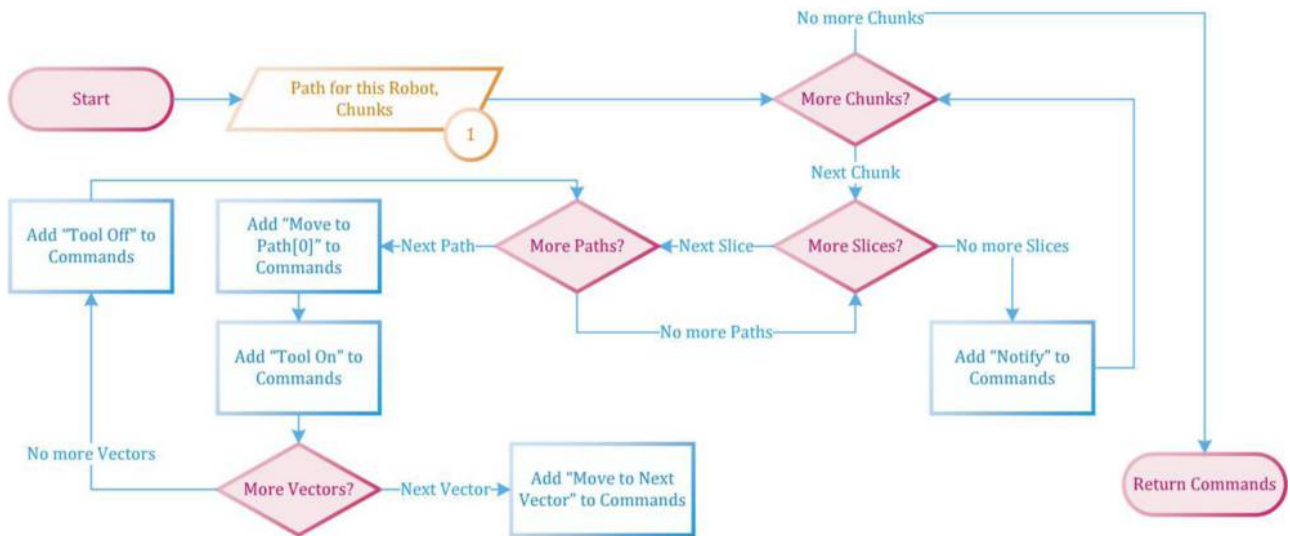 No more Chunks
Start
Path for this Robot,
Chunks
1
More Chunks?
Next Chunk
Add “Tool Off” to
Commands
Add “Move to
Path[0]” to
Commands
Next Path
More Paths?
Next Slice
More Slices?
No more Slices
No more Paths
Add “Tool On” to
Commands
Add “Notify” to
Commands
No more Vectors
More Vectors?
Next Vector
Add “Move to Next
Vector” to Commands
Return Commands